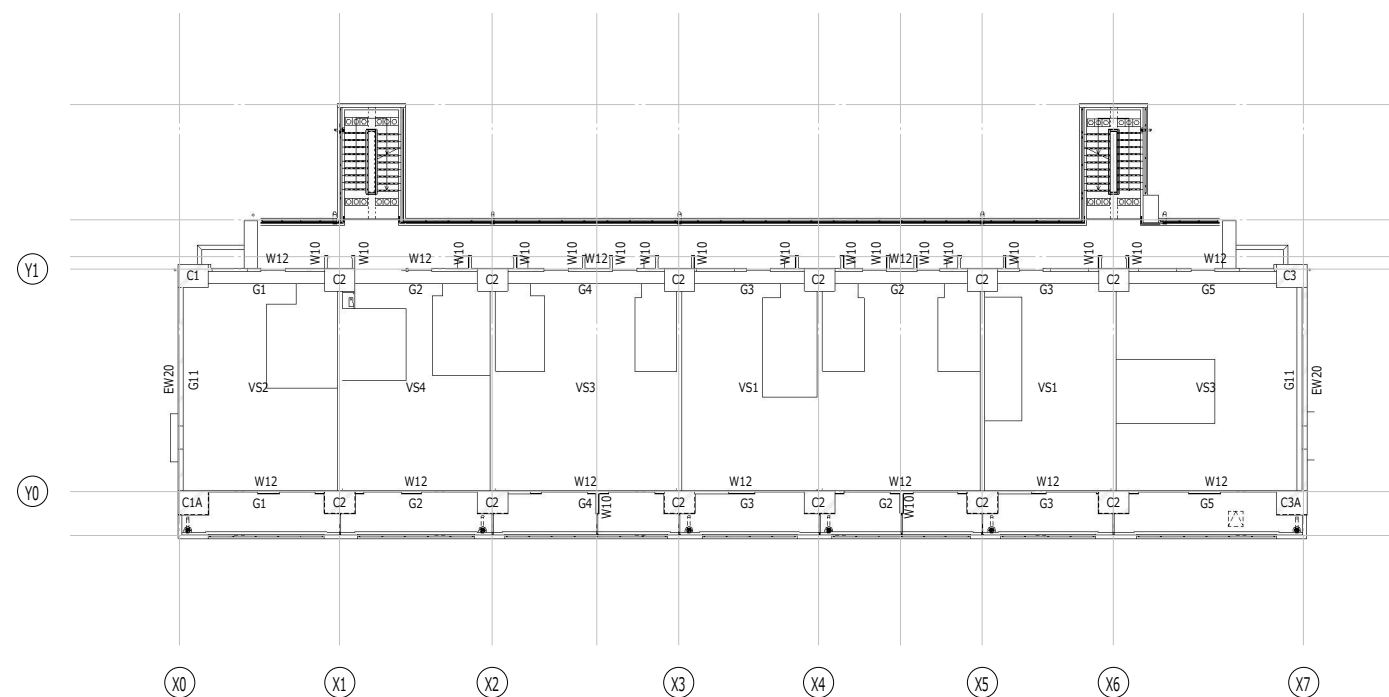 W10 W10 W10 W10 W10 W10 W10 W10 W10 W10 W10 W10 W10 W10 W10
W12 W12 W12 W12 W12
Y1 C1 C2 C2 C2 C2 C2 C2 C3
G1 G2 G4 G3 G2 G3 G5
EW20 G11 VS2 VS4 VS3 VS1 VS1 VS3 G11 EW20
W12 W12 W12 W12 W12 W12 W12
Y0 C1A C2 C2 C2 C2 C2 C2 C3A
G1 G2 G4 W10 G3 G2 W10 G3 G5
X0 X1 X2 X3 X4 X5 X6 X7